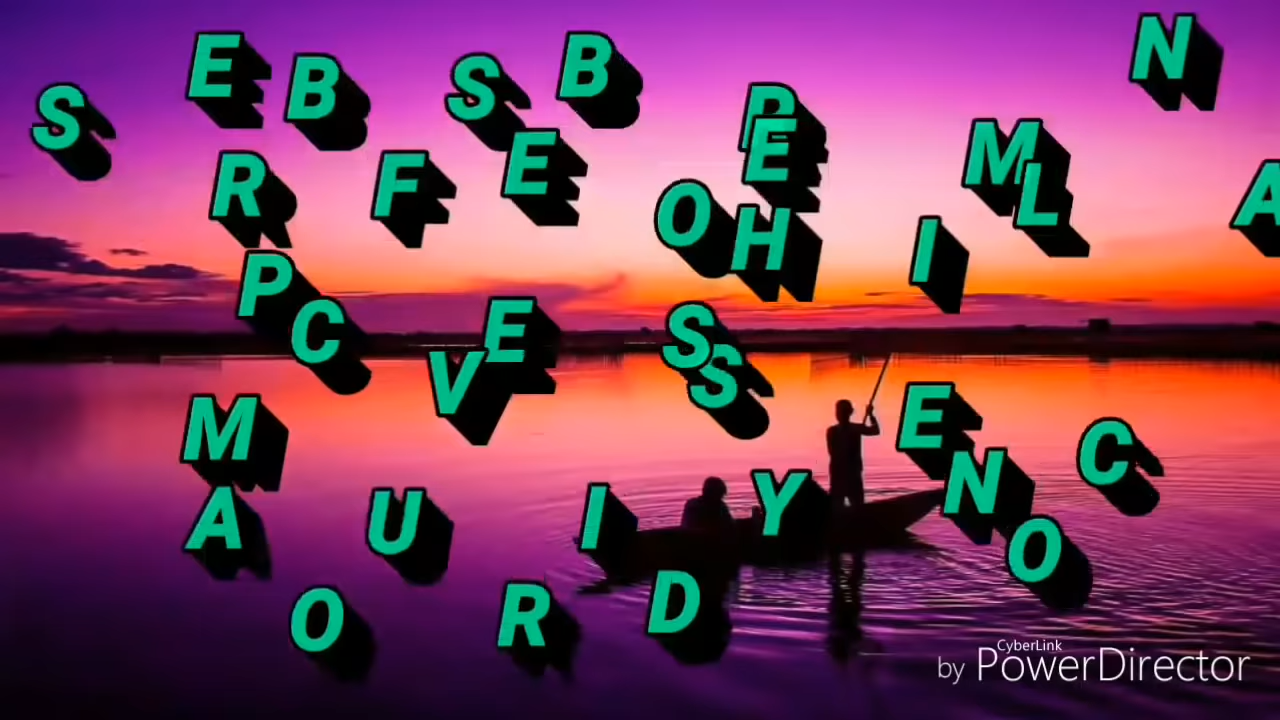 S E B S B P N
R F E O E H M L I A
P C V E S S
M E N C
A U I Y O
O R D
CyberLink
by PowerDirector